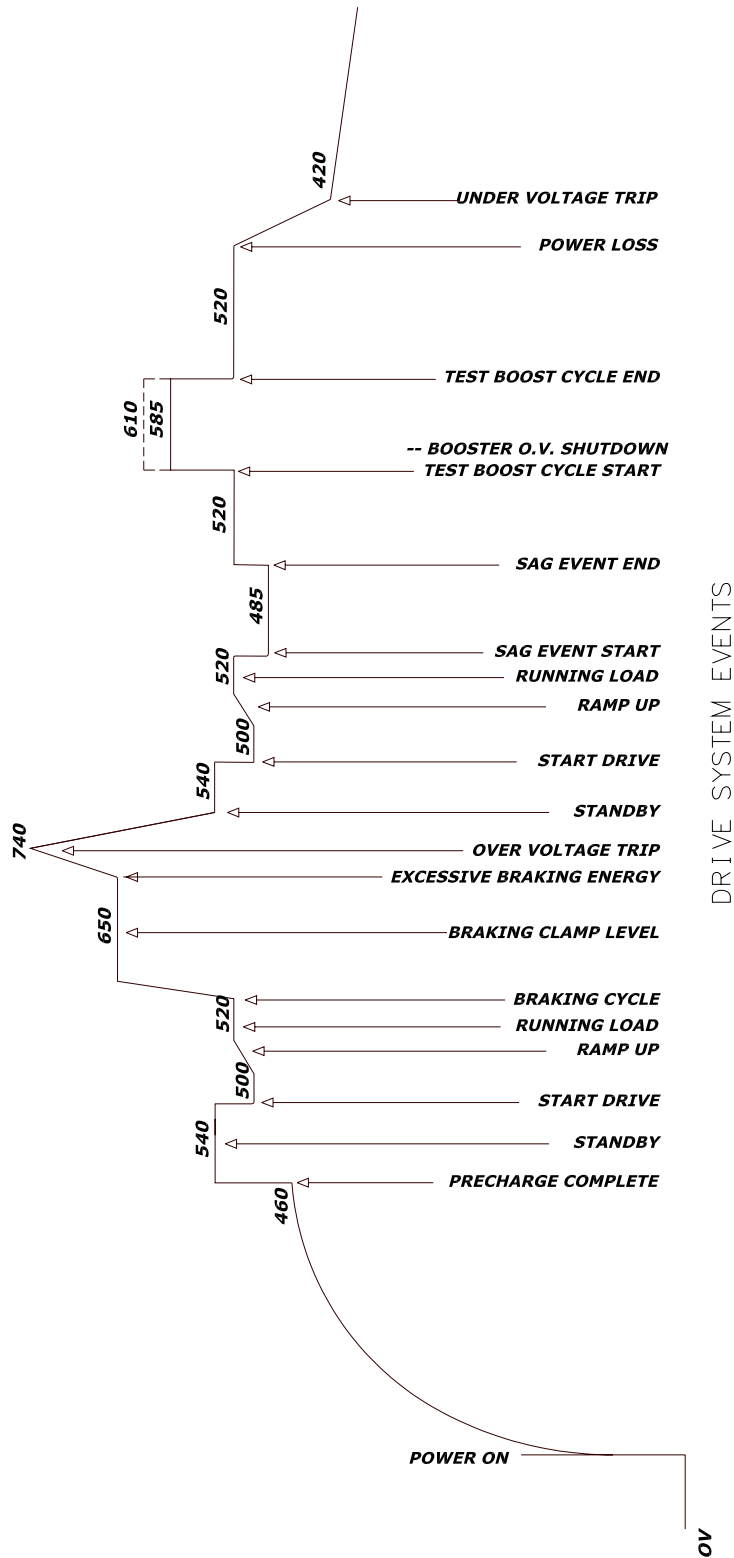 420
UNDER VOLTAGE TRIP
POWER LOSS
520
TEST BOOST CYCLE END
610
585
-- BOOSTER O.V. SHUTDOWN
TEST BOOST CYCLE START
520
SAG EVENT END
485
SAG EVENT START
520
RUNNING LOAD
RAMP UP
500
START DRIVE
540
STANDBY
740
OVER VOLTAGE TRIP
EXCESSIVE BRAKING ENERGY
650
BRAKING CLAMP LEVEL
BRAKING CYCLE
520
RUNNING LOAD
RAMP UP
500
START DRIVE
540
STANDBY
PRECHARGE COMPLETE
460
POWER ON
OV
DRIVE SYSTEM EVENTS